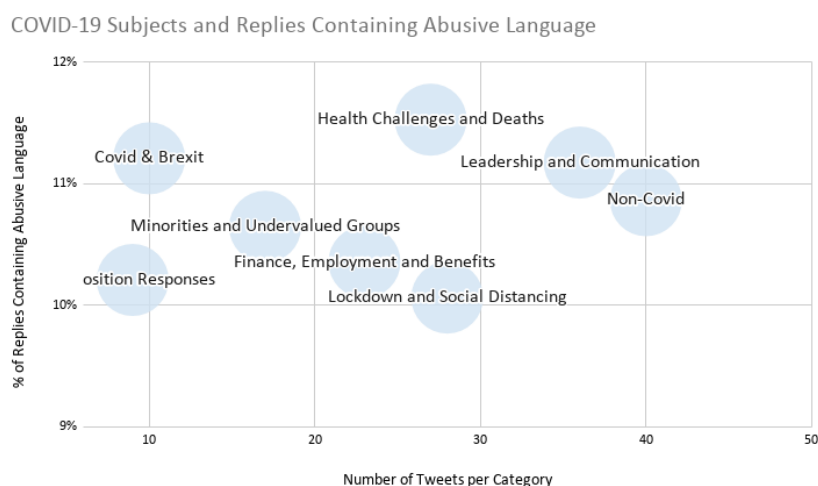 COVID-19 Subjects and Replies Containing Abusive Language
12%
Health Challenges and Deaths
Covid & Brexit
Leadership and Communication
11%
Non-Covid
Minorities and Undervalued Groups
Finance, Employment and Benefits
osition Responses
Lockdown and Social Distancing
10%
9%
% of Replies Containing Abusive Language
10 20 30 40 50
Number of Tweets per Category